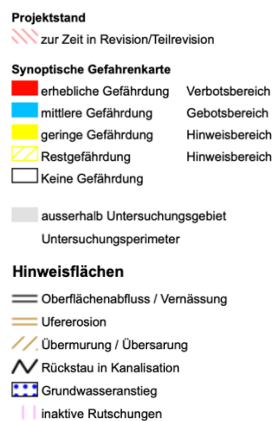 Projektstand
zur Zeit in Revision/Teilrevision
Synoptische Gefahrenkarte
erhebliche Gefährdung Verbotsbereich
mittlere Gefährdung Gebotsbereich
geringe Gefährdung Hinweisbereich
Restgefährdung Hinweisbereich
Keine Gefährdung
ausserhalb Untersuchungsgebiet
Untersuchungsperimeter
Hinweisflächen
Oberflächenabfluss / Vernässung
Ufererosion
Übermurung / Übersarung
Rückstau in Kanalisation
Grundwasseranstieg
inaktive Rutschungen